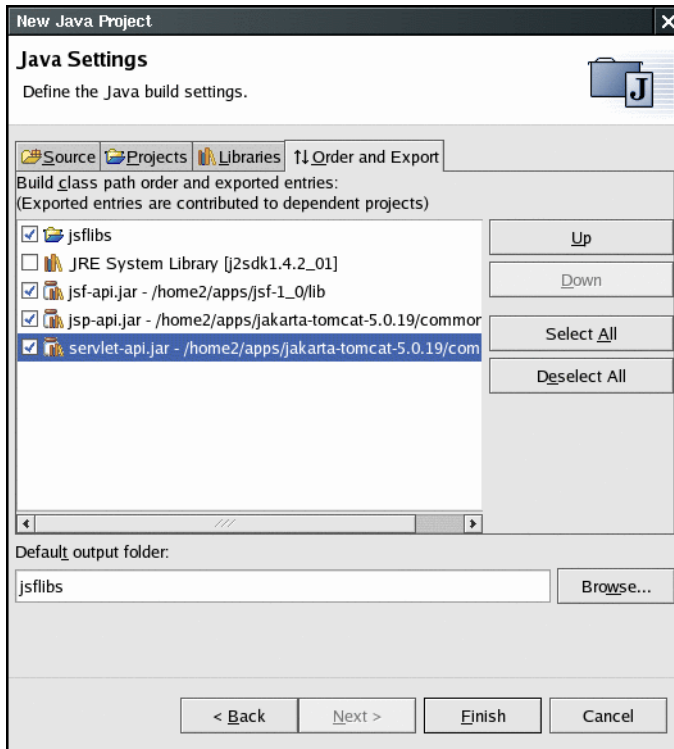 New Java Project
Java Settings
Define the Java build settings.
J
Source Projects Libraries Order and Export
Build class path order and exported entries:
(Exported entries are contributed to dependent projects)
jsflibs
JRE System Library [j2sdk1.4.2_01]
jsf-api.jar - /home2/apps/jsf-1_0/lib
jsp-api.jar - /home2/apps/jakarta-tomcat-5.0.19/common
servlet-api.jar - /home2/apps/jakarta-tomcat-5.0.19/com
Up
Down
Select All
Deselect All
Default output folder:
jsflibs
Browse...
< Back
Next >
Finish
Cancel